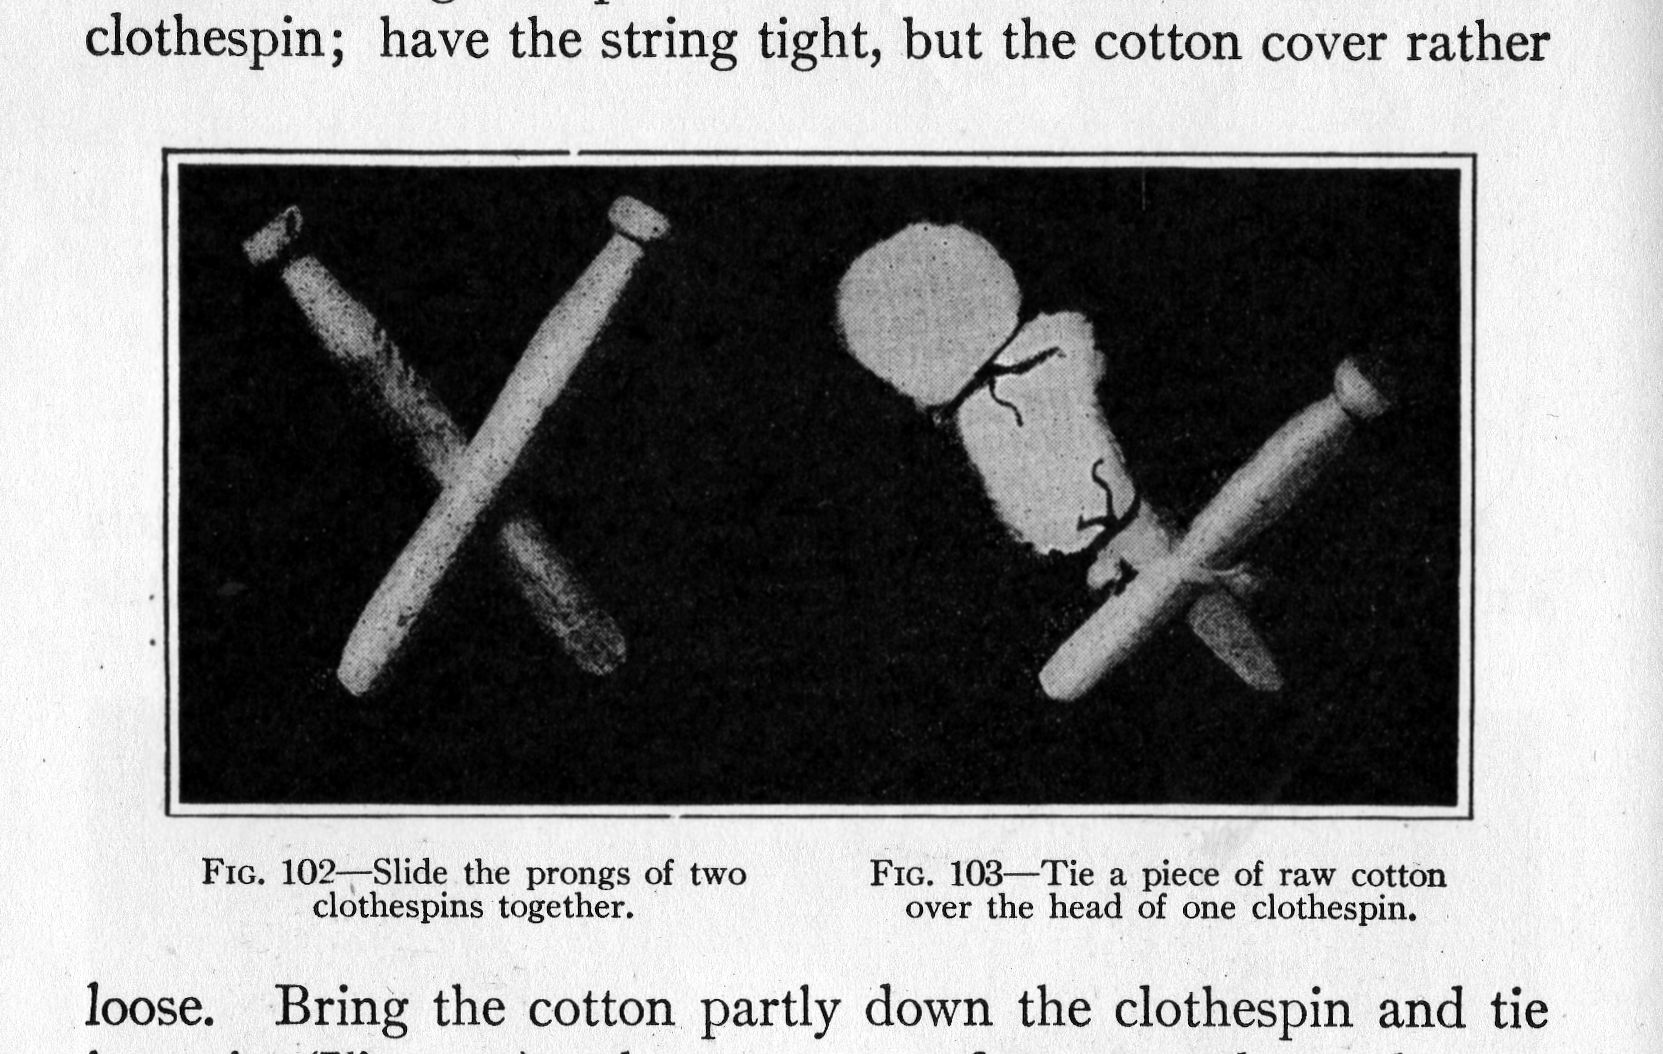 clothespin; have the string tight, but the cotton cover rather
FIG. 102—Slide the prongs of two
clothespins together.
FIG. 103—Tie a piece of raw cotton
over the head of one clothespin.
loose. Bring the cotton partly down the clothespin and tie